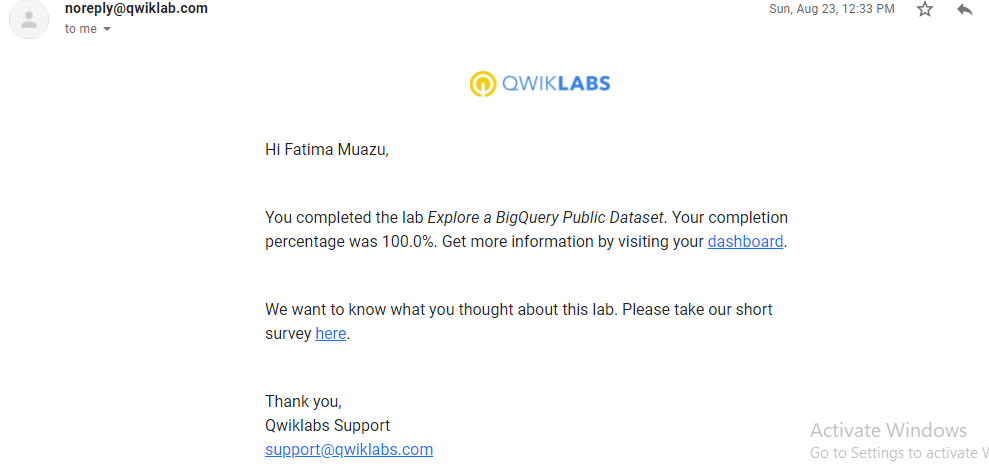 noreply@qwiklab.com
Sun, Aug 23, 12:33 PM
to me
QWIKLABS
Hi Fatima Muazu,
You completed the lab Explore a BigQuery Public Dataset. Your completion
percentage was 100.0%. Get more information by visiting your dashboard.
We want to know what you thought about this lab. Please take our short
survey here.
Thank you,
Qwiklabs Support
support@qwiklabs.com
Activate Windows
Go to Settings to activate